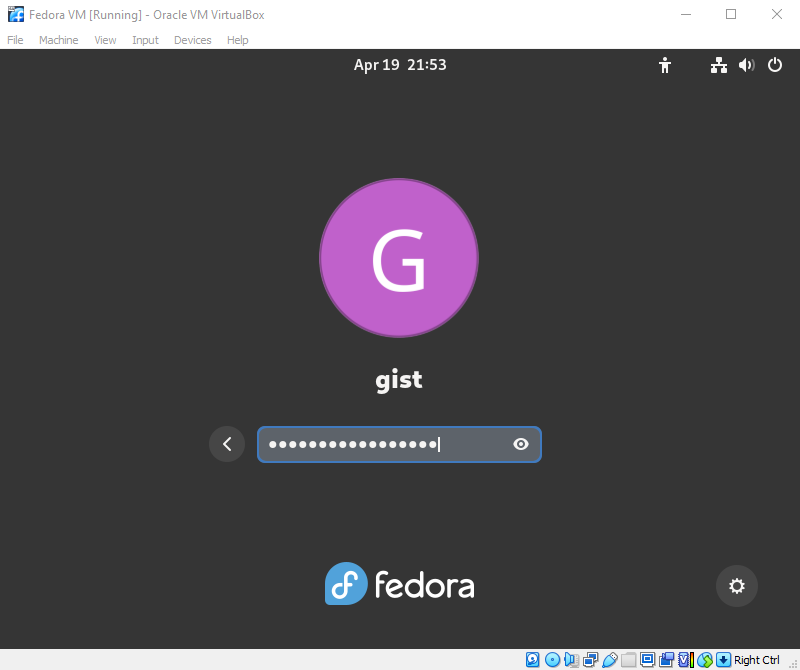 Fedora VM [Running] - Oracle VM VirtualBox
File Machine View Input Devices Help
Apr 19 21:53
G
gist
•••••••••••••••••
fedora
Right Ctrl